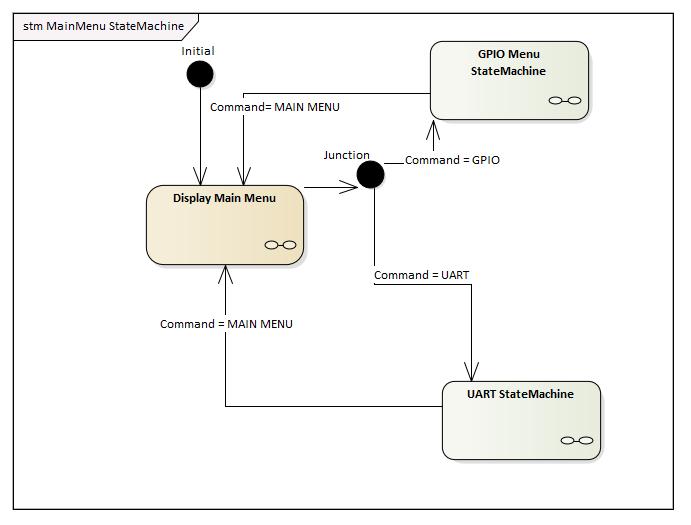 stm MainMenu StateMachine
Initial
GPIO Menu
StateMachine
Command= MAIN MENU
Junction
Command = GPIO
Display Main Menu
Command = UART
Command = MAIN MENU
UART StateMachine